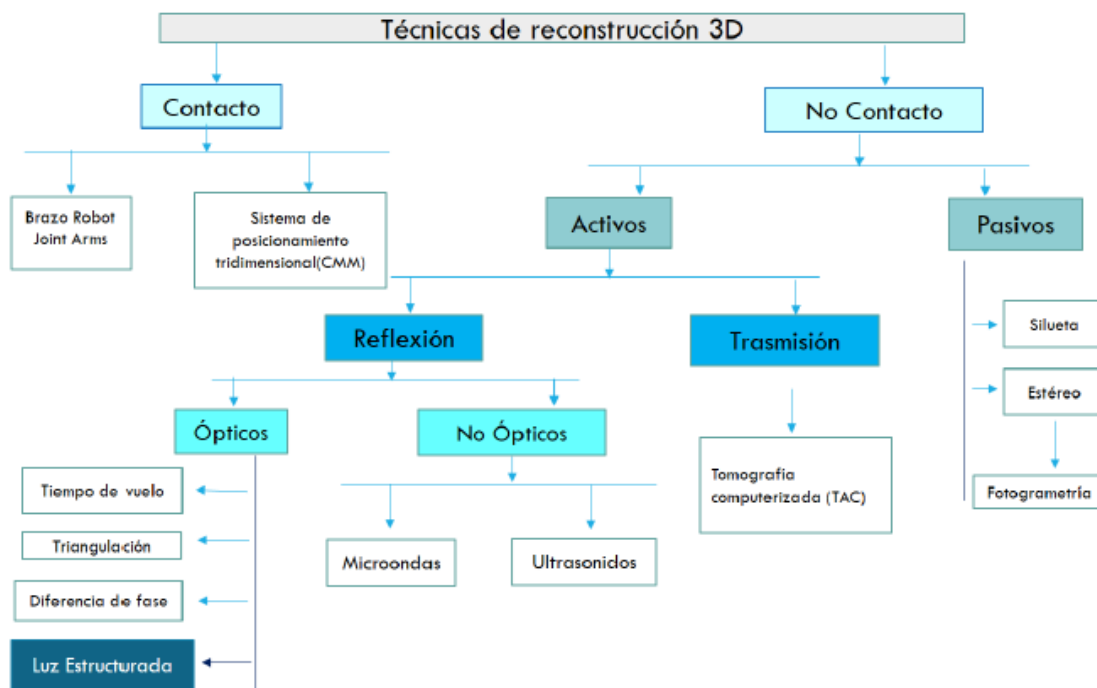 Técnicas de reconstrucción 3D
Contacto
No Contacto
Brazo Robot
Joint Arms
Sistema de
posicionamiento
tridimensional(CMM)
Activos
Pasivos
Reflexión
Trasmisión
Silueta
Estéreo
Fotogrametría
Ópticos
No Ópticos
Tomografía
computerizada (TAC)
Tiempo de vuelo
Triangulación
Diferencia de fase
Luz Estructurada
Microondas
Ultrasonidos